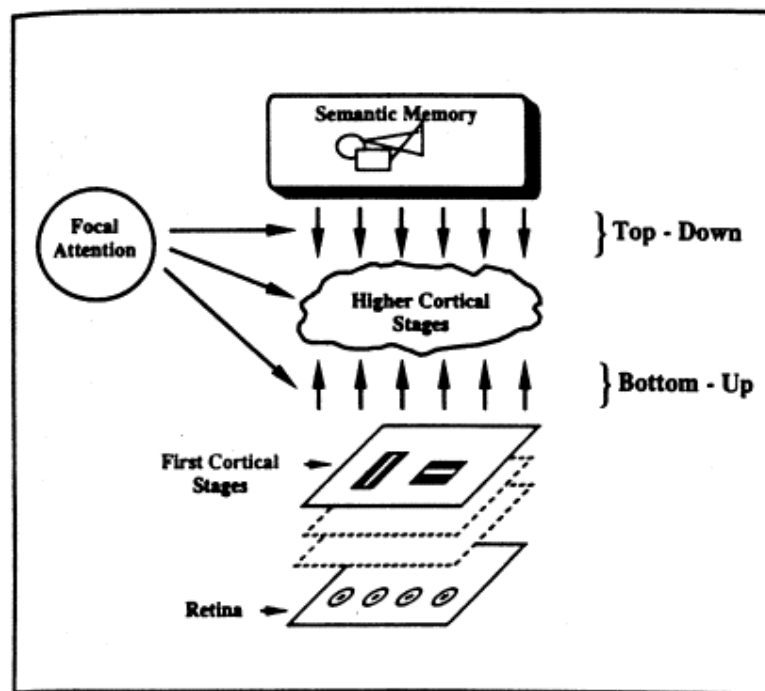 Semantic Memory
Focal
Attention
} Top - Down
Higher Cortical
Stages
} Bottom - Up
First Cortical
Stages
Retina